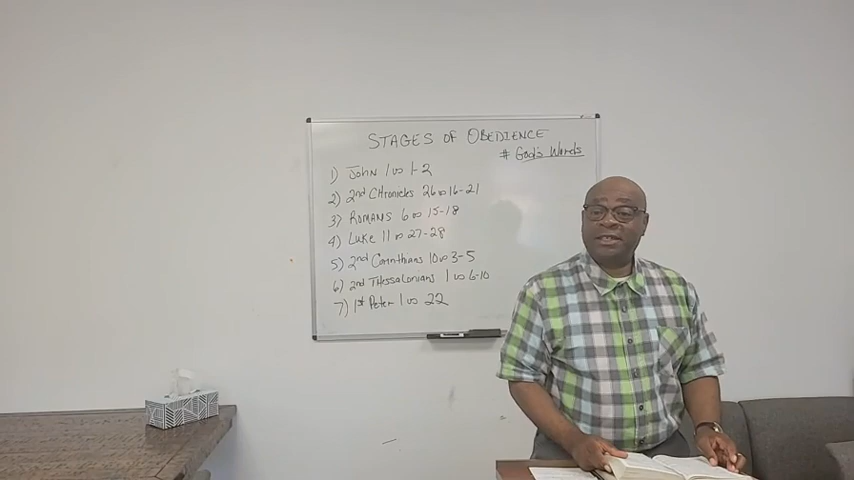 STAGES OF OBEDIENCE
# God's Words
1) John 1 vs 1-2
2) 2nd CHronicles 26 vs 16-21
3) ROMANS 6 vs 15-18
4) LuKe 11 vs 27-28
5) 2nd Corinthians 10 vs 3-5
6) 2nd THessalonians 1 vs 6-10
7) 1st Peter 1 vs 22